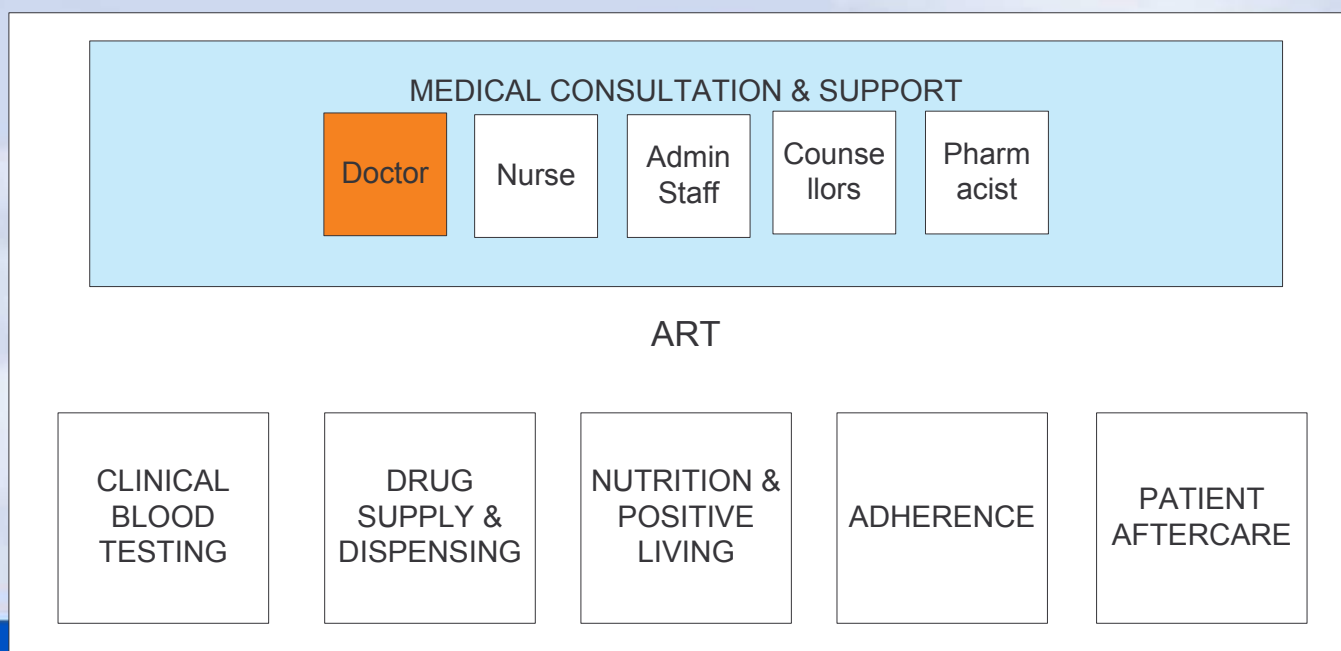 MEDICAL CONSULTATION & SUPPORT
Doctor
Nurse
Admin
Staff
Counse
llors
Pharm
acist
ART
CLINICAL
BLOOD
TESTING
DRUG
SUPPLY &
DISPENSING
NUTRITION &
POSITIVE
LIVING
ADHERENCE
PATIENT
AFTERCARE